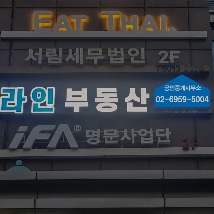 EAT THAI
서림세무법인 2F
라인 부동산
공인중개사무소
02-6959-5004
iFA® 명문사업단